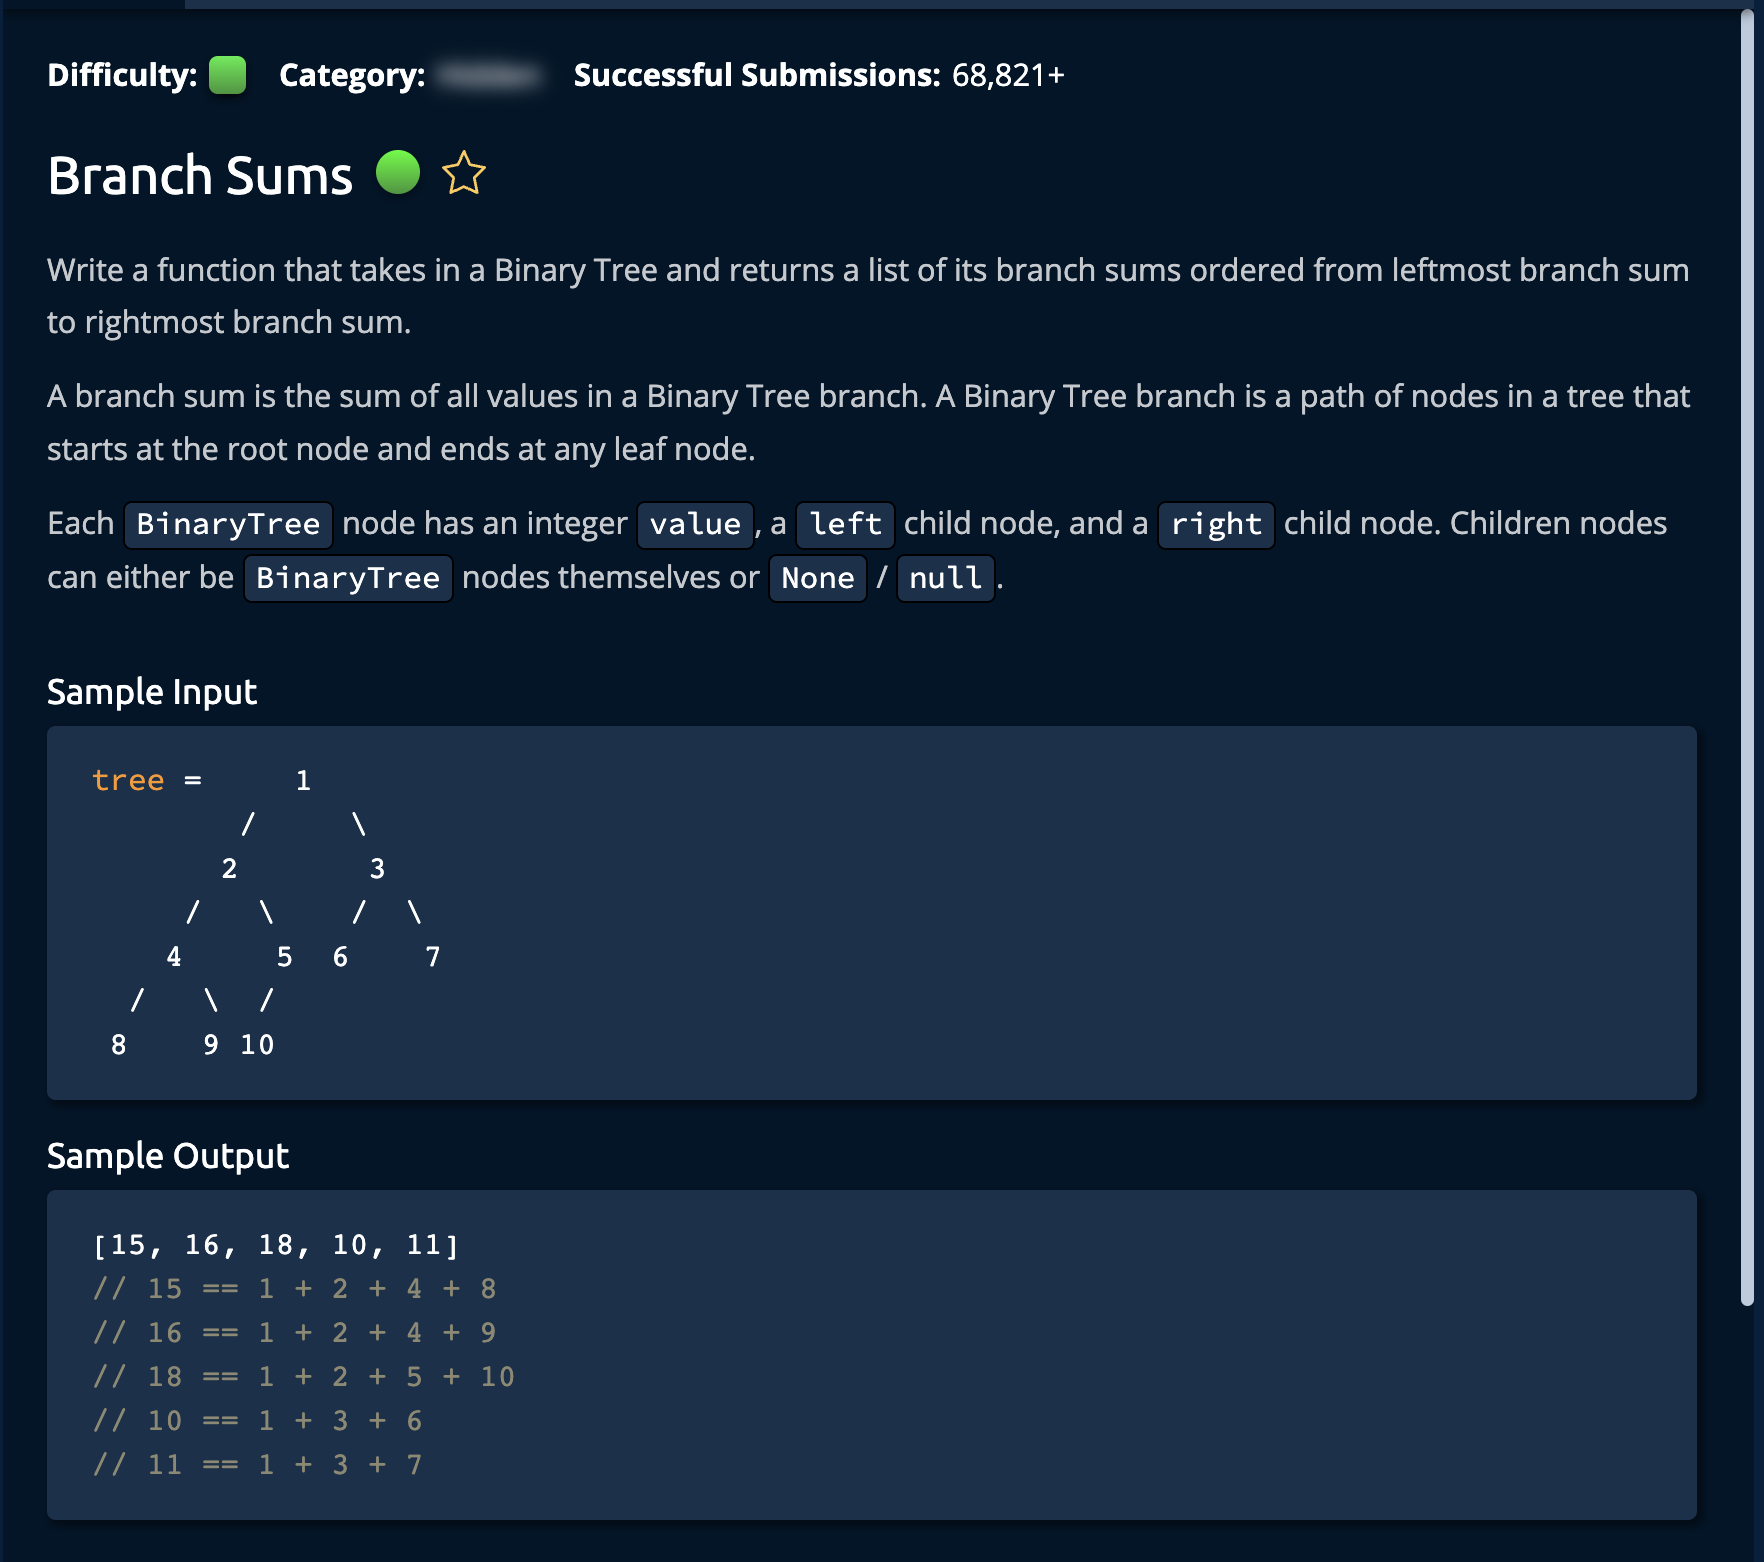 Difficulty: Category: Successful Submissions: 68,821+
Branch Sums
Write a function that takes in a Binary Tree and returns a list of its branch sums ordered from leftmost branch sum
to rightmost branch sum.
A branch sum is the sum of all values in a Binary Tree branch. A Binary Tree branch is a path of nodes in a tree that
starts at the root node and ends at any leaf node.
Each BinaryTree node has an integer value, a left child node, and a right child node. Children nodes
can either be BinaryTree nodes themselves or None / null.
Sample Input
tree =     1
        /     \
       2       3
     /   \    /  \
    4     5  6    7
  /   \  /
 8    9 10
Sample Output
[15, 16, 18, 10, 11]
// 15 == 1 + 2 + 4 + 8
// 16 == 1 + 2 + 4 + 9
// 18 == 1 + 2 + 5 + 10
// 10 == 1 + 3 + 6
// 11 == 1 + 3 + 7